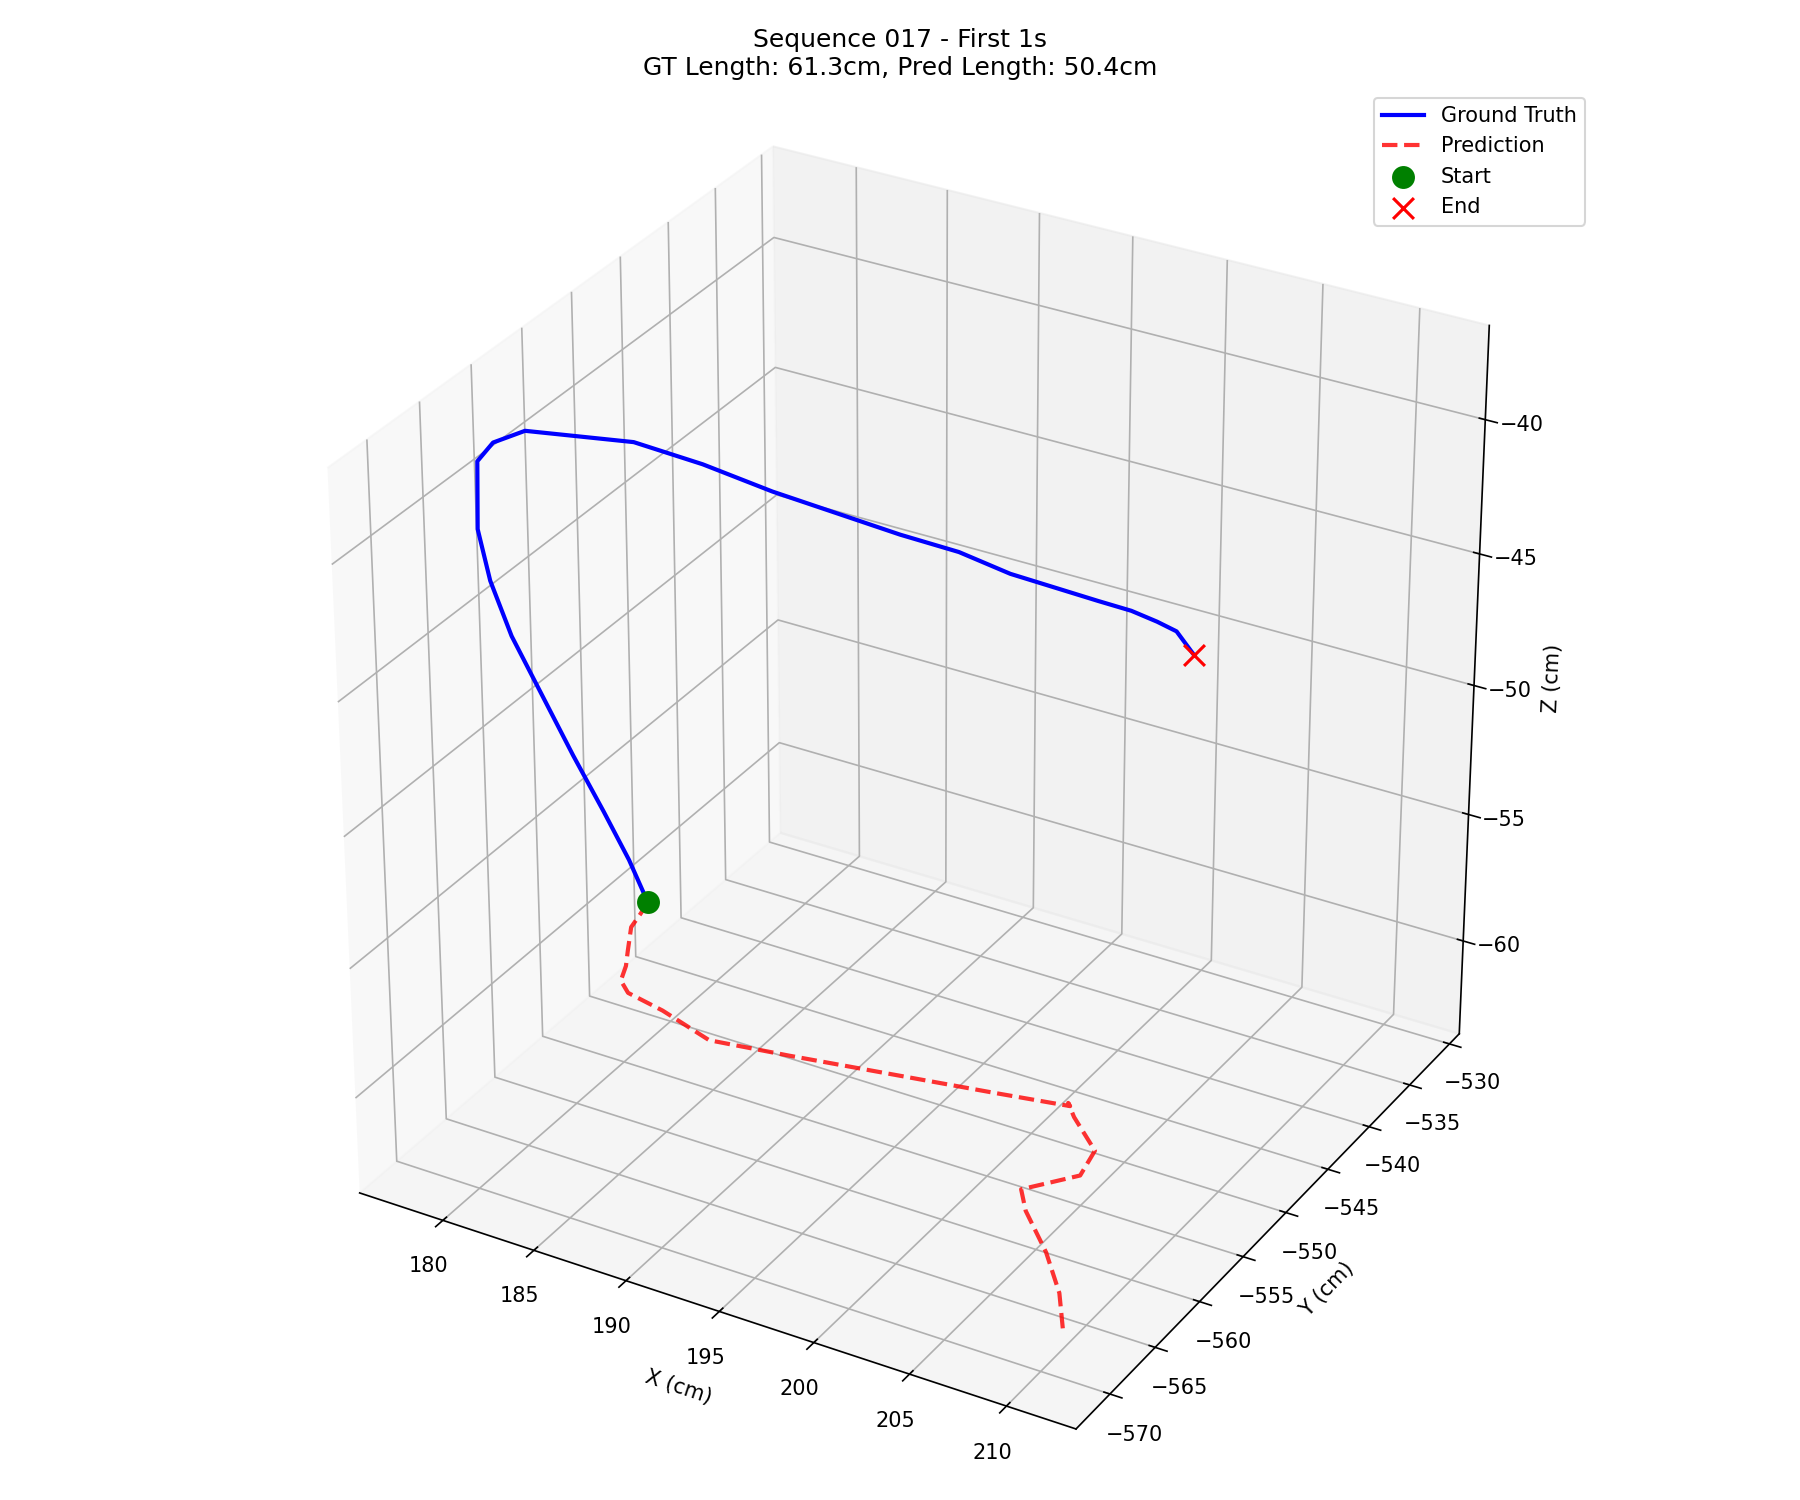 Sequence 017 - First 1s
GT Length: 61.3cm, Pred Length: 50.4cm
Ground Truth
Prediction
Start
End
−40
−45
−50
−55
−60
Z (cm)
−530
−535
−540
−545
−550
−555
−560
−565
−570
Y (cm)
180
185
190
195
200
205
210
X (cm)